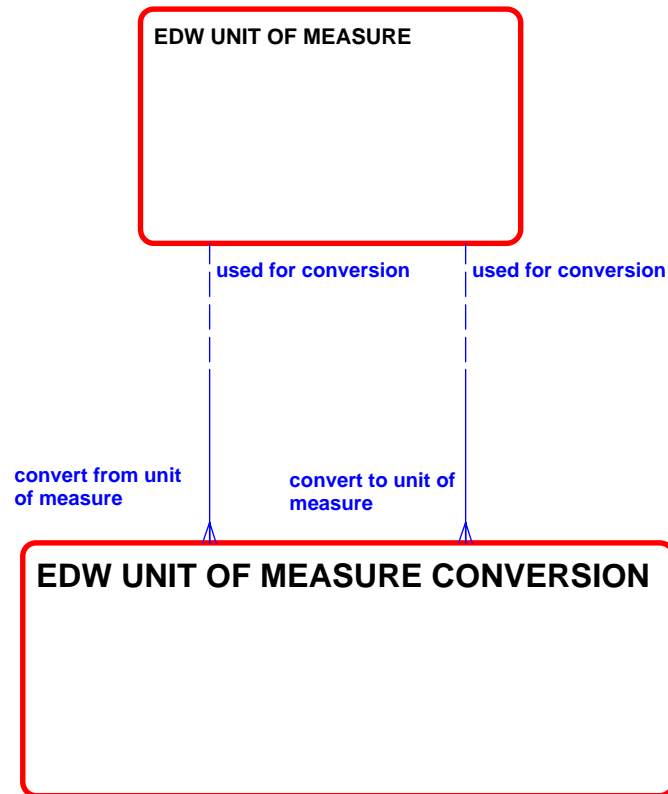 EDW UNIT OF MEASURE
used for conversion
used for conversion
convert from unit
of measure
convert to unit of
measure
EDW UNIT OF MEASURE CONVERSION